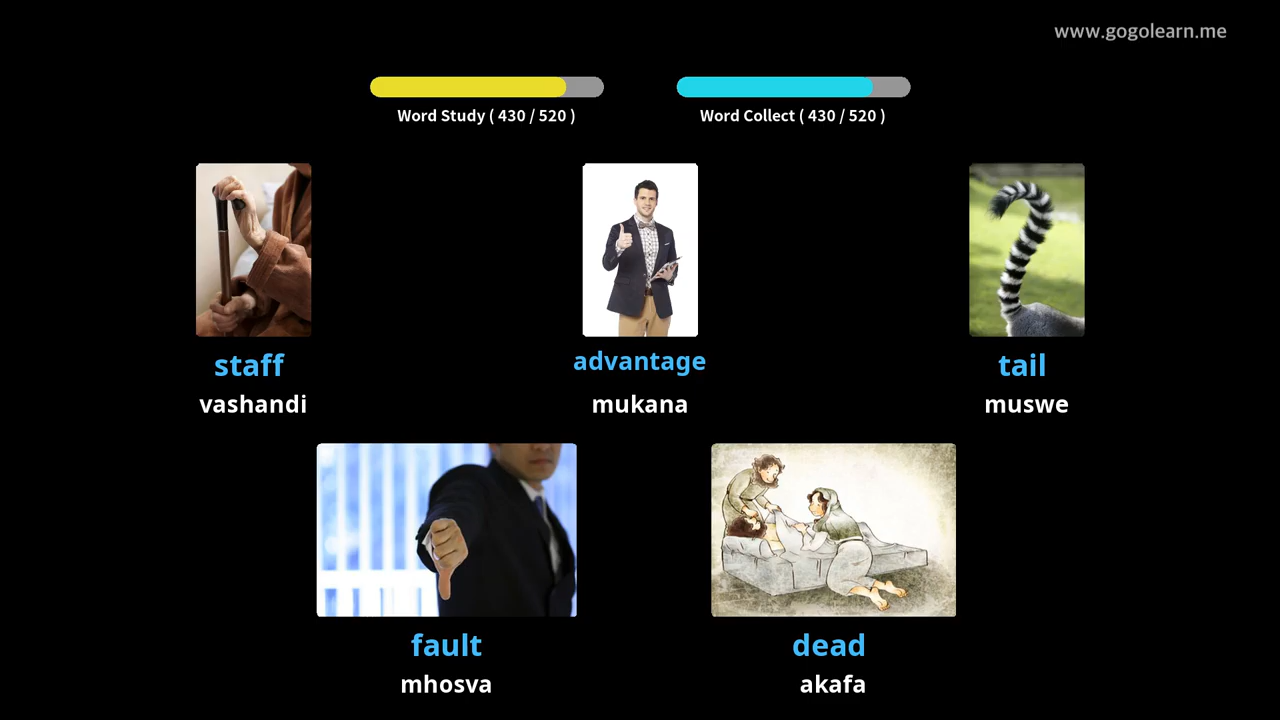 www.gogolearn.me
Word Study ( 430 / 520 )
Word Collect ( 430 / 520 )
staff
vashandi
advantage
mukana
tail
muswe
fault
mhosva
dead
akafa